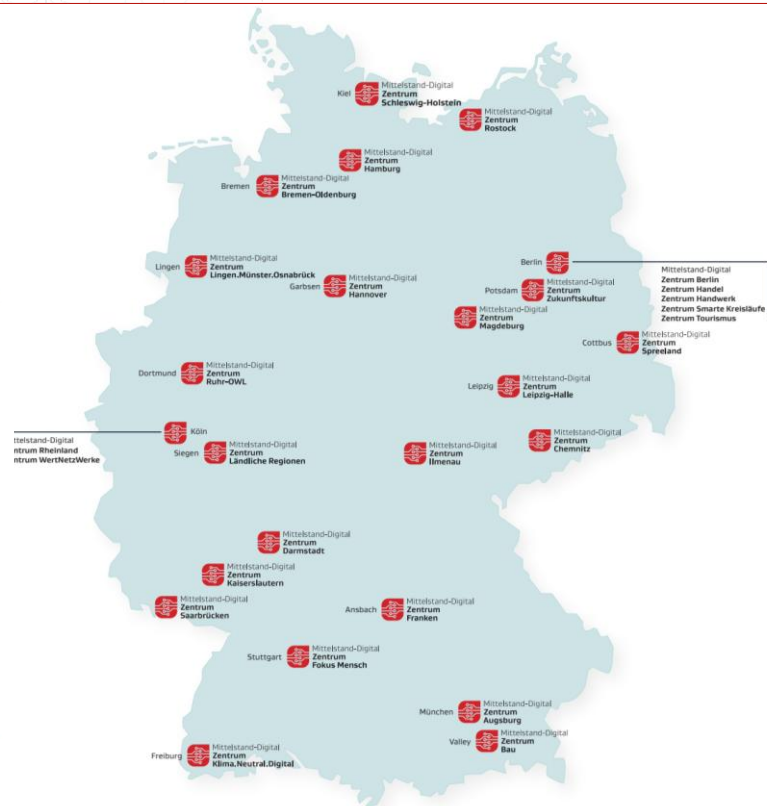 Kiel
Mittelstand-Digital
Zentrum
Schleswig-Holstein
Mittelstand-Digital
Zentrum
Rostock
Mittelstand-Digital
Zentrum
Hamburg
Bremen
Mittelstand-Digital
Zentrum
Bremen-Oldenburg
Lingen
Mittelstand-Digital
Zentrum
Lingen.Münster.Osnabrück
Garbsen
Mittelstand-Digital
Zentrum
Hannover
Berlin
Mittelstand-Digital
Zentrum Berlin
Zentrum Handel
Zentrum Handwerk
Zentrum Smarte Kreisläufe
Zentrum Tourismus
Potsdam
Mittelstand-Digital
Zentrum
Zukunftskultur
Mittelstand-Digital
Zentrum
Magdeburg
Cottbus
Mittelstand-Digital
Zentrum
Spreeland
Dortmund
Mittelstand-Digital
Zentrum
Ruhr-OWL
Leipzig
Mittelstand-Digital
Zentrum
Leipzig-Halle
Köln
ttelstand-Digital
ntrum Rheinland
ntrum WertNetzWerke
Siegen
Mittelstand-Digital
Zentrum
Ländliche Regionen
Mittelstand-Digital
Zentrum
Ilmenau
Mittelstand-Digital
Zentrum
Chemnitz
Mittelstand-Digital
Zentrum
Darmstadt
Mittelstand-Digital
Zentrum
Kaiserslautern
Mittelstand-Digital
Zentrum
Saarbrücken
Ansbach
Mittelstand-Digital
Zentrum
Franken
Stuttgart
Mittelstand-Digital
Zentrum
Fokus Mensch
München
Mittelstand-Digital
Zentrum
Augsburg
Valley
Mittelstand-Digital
Zentrum
Bau
Freiburg
Mittelstand-Digital
Zentrum
Klima.Neutral.Digital